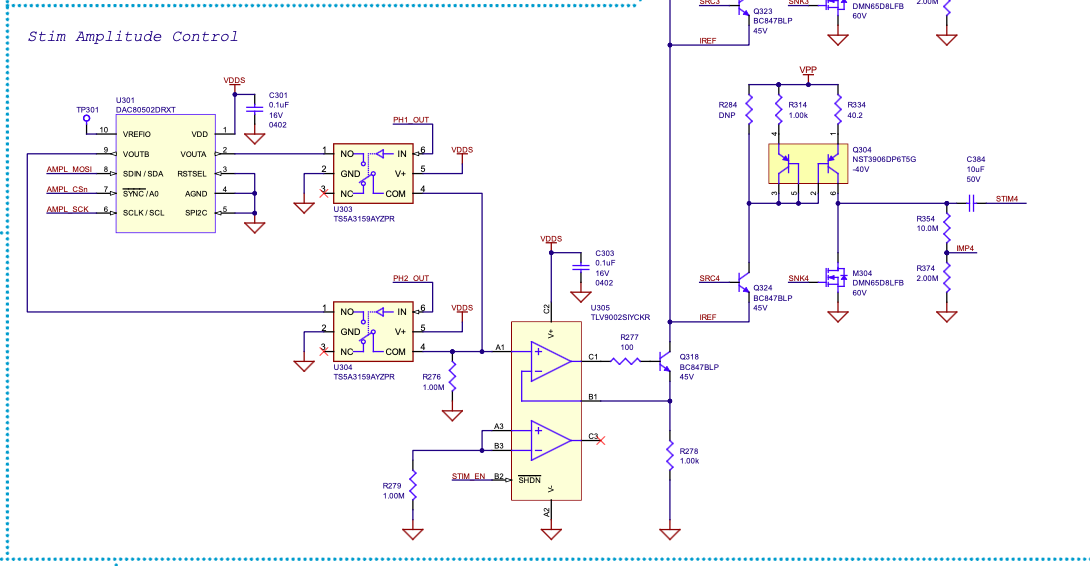 SRC3
Q323
BC847BLP
45V
SNK3
DMN65D8LFB
60V
2.00M
IREF
Stim Amplitude Control
VDDS
C301
0.1uF
16V
0402
TP301
U301
DAC80502DRXT
10 VREFIO VDD 1
9 VOUTB VOUTA 2
AMPL_MOSI 8 SDIN / SDA RSTSEL 3
AMPL_CSn 7 SYNC / A0 AGND 4
AMPL_SCK 6 SCLK / SCL SPI2C 5
PH1_OUT
VDDS
1 NO IN 6
2 GND V+ 5
3 NC COM 4
U303
TS5A3159AYZPR
PH2_OUT
VDDS
1 NO IN 6
2 GND V+ 5
3 NC COM 4
U304
TS5A3159AYZPR
R276
1.00M
R279
1.00M
VDDS
C303
0.1uF
16V
0402
U305
TLV9002SIYCKR
C2
V+
A1
C1
B1
A3
B3
C3
STIM_EN B2 SHDN
V-
A2
R277
100
Q318
BC847BLP
45V
R278
1.00k
VPP
R284
DNP
R314
1.00k
R334
40.2
4
1
Q304
NST3906DP6T5G
-40V
3
5
2
6
C384
10uF
50V
STIM4
R354
10.0M
IMP4
R374
2.00M
SRC4
Q324
BC847BLP
45V
SNK4
M304
DMN65D8LFB
60V
IREF